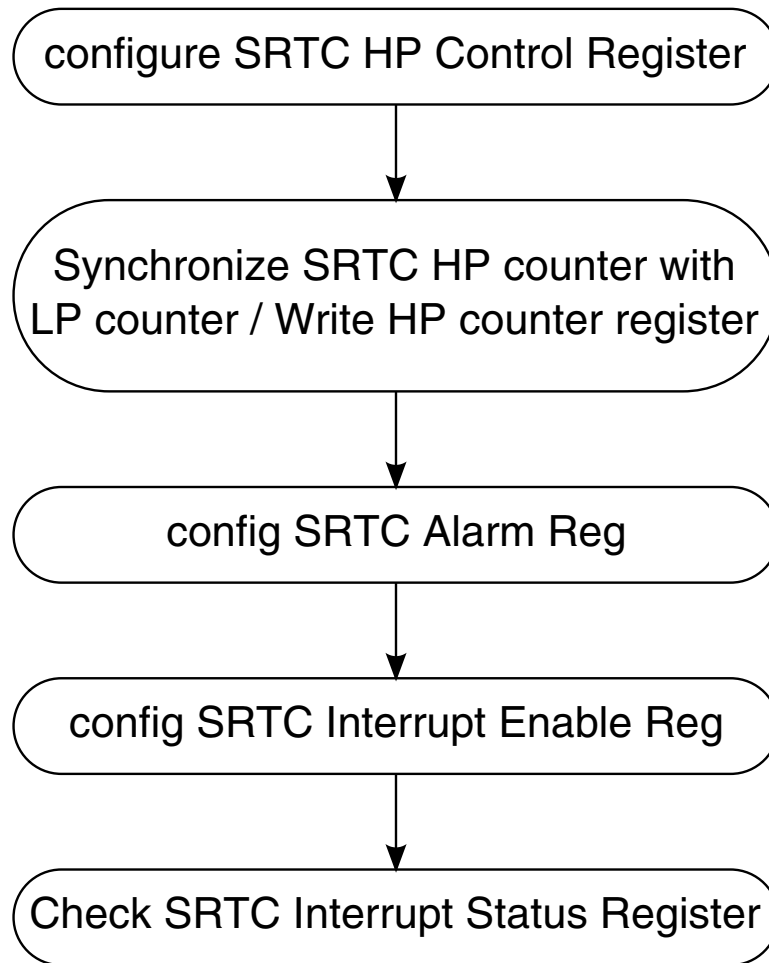 configure SRTC HP Control Register
Synchronize SRTC HP counter with
LP counter / Write HP counter register
config SRTC Alarm Reg
config SRTC Interrupt Enable Reg
Check SRTC Interrupt Status Register